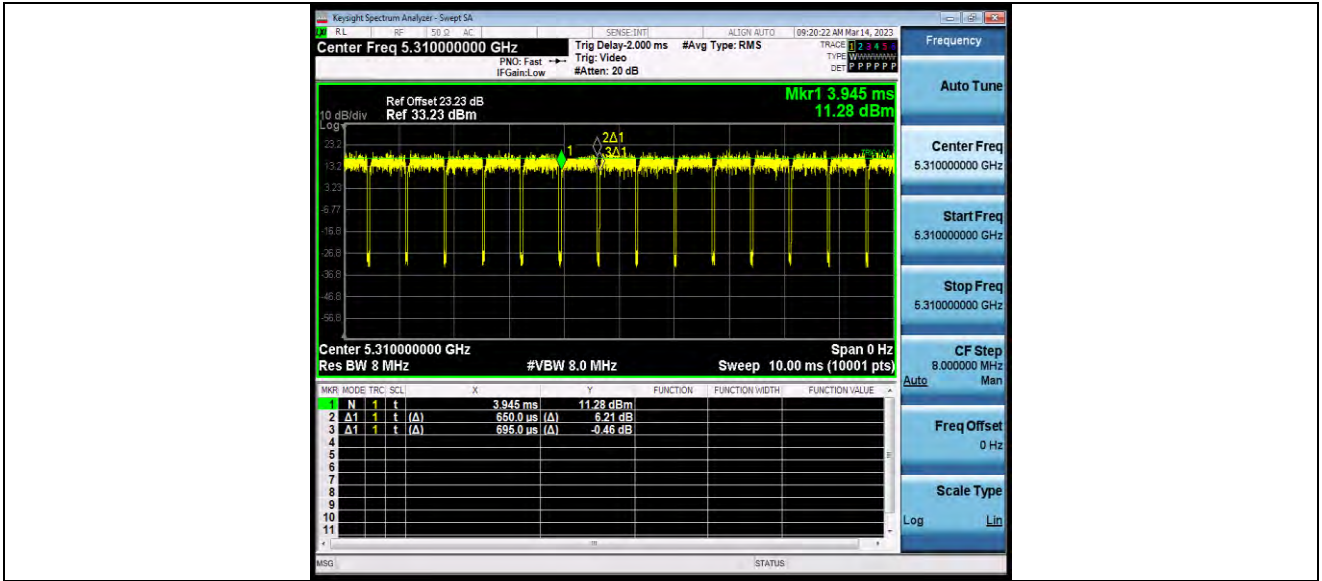 Keysight Spectrum Analyzer - Swept SA
RL RF 50 Ω AC SENSE:INT ALIGN AUTO 09:20:22 AM Mar 14, 2023
Center Freq 5.310000000 GHz
Trig Delay-2.000 ms #Avg Type: RMS
TRACE 1 2 3 4 5 6
PNO: Fast Trig: Video
TYPE WWWWWW
IFGain:Low #Atten: 20 dB
DET P P P P P P
Mkr1 3.945 ms
11.28 dBm
Ref Offset 23.23 dB
10 dB/div Ref 33.23 dBm
Log
23.2
13.2
3.23
-6.77
-16.8
-26.8
-36.8
-46.8
-56.8
1
2Δ1
3Δ1
Center 5.310000000 GHz Span 0 Hz
Res BW 8 MHz #VBW 8.0 MHz Sweep 10.00 ms (10001 pts)
MKR MODE TRC SCL X Y FUNCTION FUNCTION WIDTH FUNCTION VALUE
1 N 1 t 3.945 ms 11.28 dBm
2 Δ1 1 t (Δ) 650.0 µs (Δ) 6.21 dB
3 Δ1 1 t (Δ) 695.0 µs (Δ) -0.46 dB
4
5
6
7
8
9
10
11
MSG STATUS
Frequency
Auto Tune
Center Freq
5.310000000 GHz
Start Freq
5.310000000 GHz
Stop Freq
5.310000000 GHz
CF Step
8.000000 MHz
Auto Man
Freq Offset
0 Hz
Scale Type
Log Lin